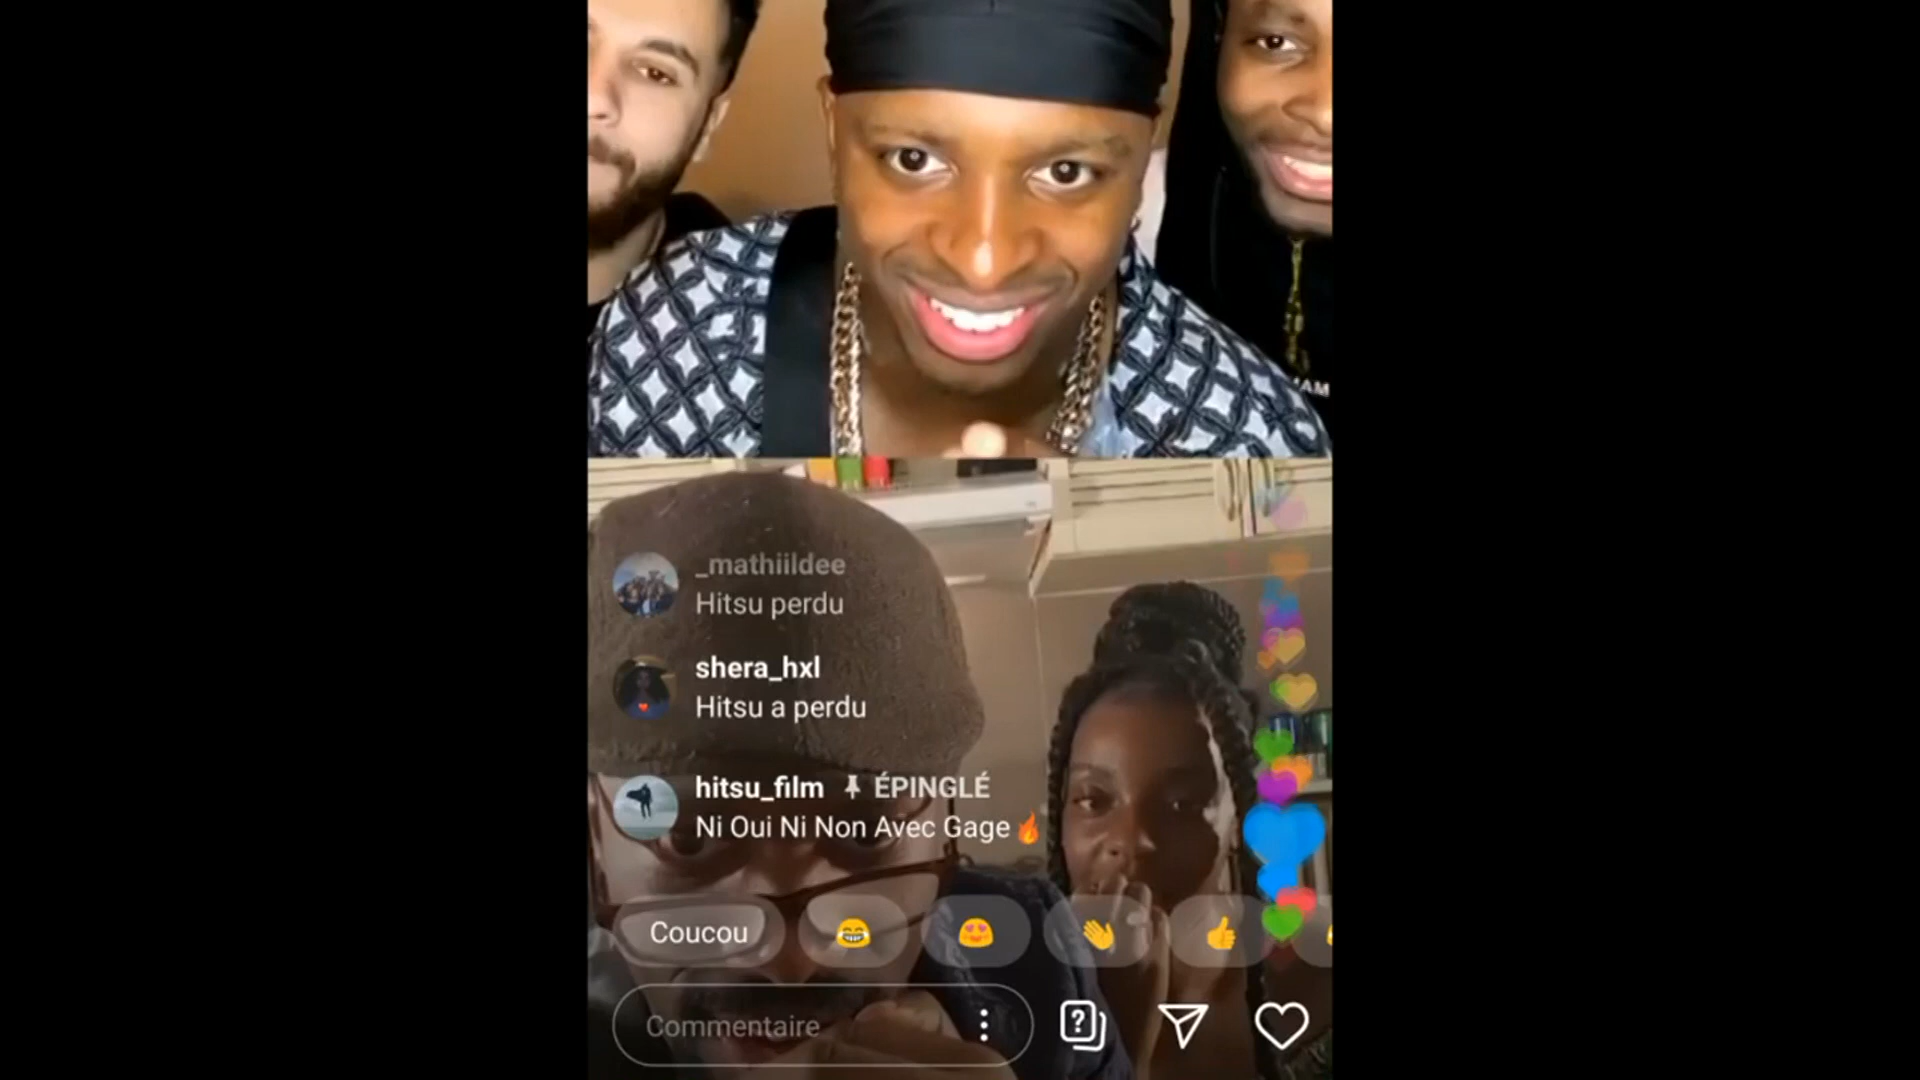 _mathiildee
Hitsu perdu
shera_hxl
Hitsu a perdu
hitsu_film ÉPINGLÉ
Ni Oui Ni Non Avec Gage🔥
Coucou
Commentaire